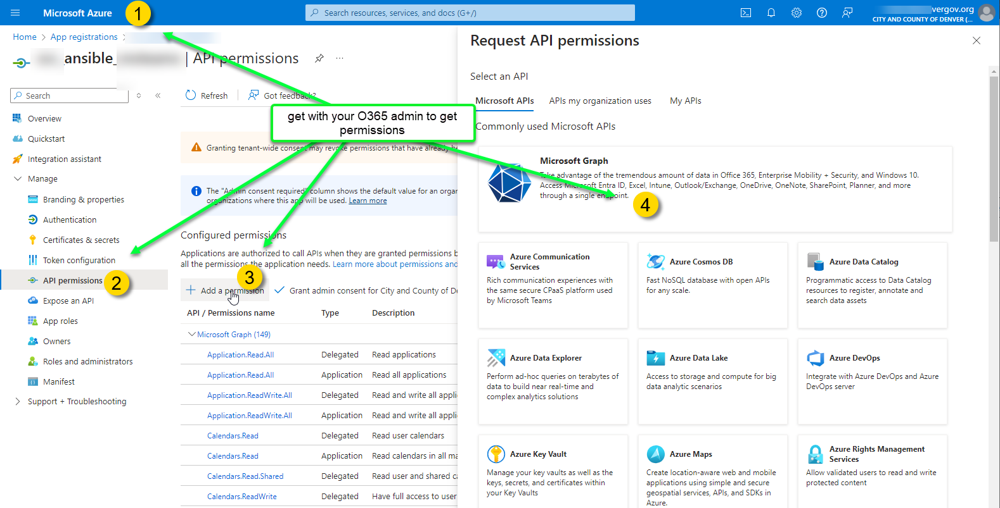 Microsoft Azure
1
Search resources, services, and docs (G+/)
vergov.org
CITY AND COUNTY OF DENVER (...
Home > App registrations >
_ansible_ | API permissions
...
Search
Overview
Quickstart
Integration assistant
Manage
Branding & properties
Authentication
Certificates & secrets
Token configuration
API permissions
2
Expose an API
App roles
Owners
Roles and administrators
Manifest
Support + Troubleshooting
Refresh
Got feedback?
get with your O365 admin to get
permissions
Granting tenant-wide consent may revoke permissions that have already be
The "Admin consent required" column shows the default value for an organ
organizations where this app will be used. Learn more
Configured permissions
Applications are authorized to call APIs when they are granted permissions b
all the permissions the application needs. Learn more about permissions and
3
Add a permission
Grant admin consent for City and County of De
API / Permissions name Type Description
Microsoft Graph (149)
Application.Read.All Delegated Read applications
Application.Read.All Application Read all applications
Application.ReadWrite.All Delegated Read and write all appli
Application.ReadWrite.All Application Read and write all appli
Calendars.Read Delegated Read user calendars
Calendars.Read Application Read calendars in all ma
Calendars.Read.Shared Delegated Read user and shared ca
Calendars.ReadWrite Delegated Have full access to user
Request API permissions
Select an API
Microsoft APIs APIs my organization uses My APIs
Commonly used Microsoft APIs
Microsoft Graph
Take advantage of the tremendous amount of data in Office 365, Enterprise Mobility + Security, and Windows 10.
Access Microsoft Entra ID, Excel, Intune, Outlook/Exchange, OneDrive, OneNote, SharePoint, Planner, and more
through a single endpoint.
4
Azure Communication
Services
Rich communication experiences with
the same secure CPaaS platform used
by Microsoft Teams
Azure Cosmos DB
Fast NoSQL database with open APIs
for any scale.
Azure Data Catalog
Programmatic access to Data Catalog
resources to register, annotate and
search data assets
Azure Data Explorer
Perform ad-hoc queries on terabytes of
data to build near real-time and
complex analytics solutions
Azure Data Lake
Access to storage and compute for big
data analytic scenarios
Azure DevOps
Integrate with Azure DevOps and Azure
DevOps server
Azure Key Vault
Manage your key vaults as well as the
keys, secrets, and certificates within
your Key Vaults
Azure Maps
Create location-aware web and mobile
applications using simple and secure
geospatial services, APIs, and SDKs in
Azure.
Azure Rights Management
Services
Allow validated users to read and write
protected content